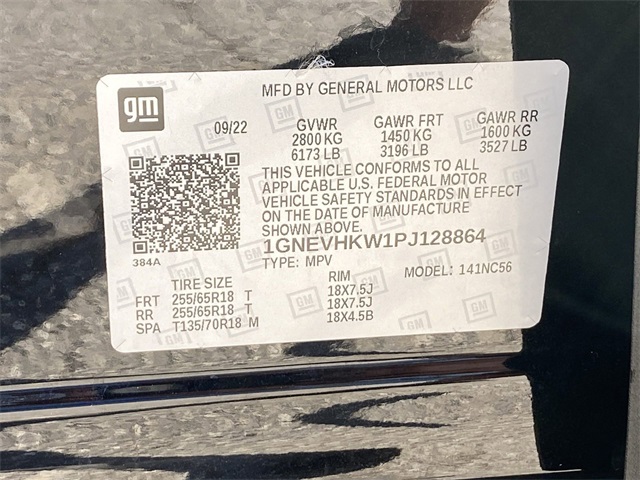 MFD BY GENERAL MOTORS LLC
gm
09/22 GVWR GAWR FRT GAWR RR
2800 KG 1450 KG 1600 KG
6173 LB 3196 LB 3527 LB
THIS VEHICLE CONFORMS TO ALL
APPLICABLE U.S. FEDERAL MOTOR
VEHICLE SAFETY STANDARDS IN EFFECT
ON THE DATE OF MANUFACTURE
SHOWN ABOVE.
384A
1GNEVHKW1PJ128864
TYPE: MPV MODEL: 141NC56
TIRE SIZE RIM
FRT 255/65R18 T 18X7.5J
RR 255/65R18 T 18X7.5J
SPA T135/70R18 M 18X4.5B